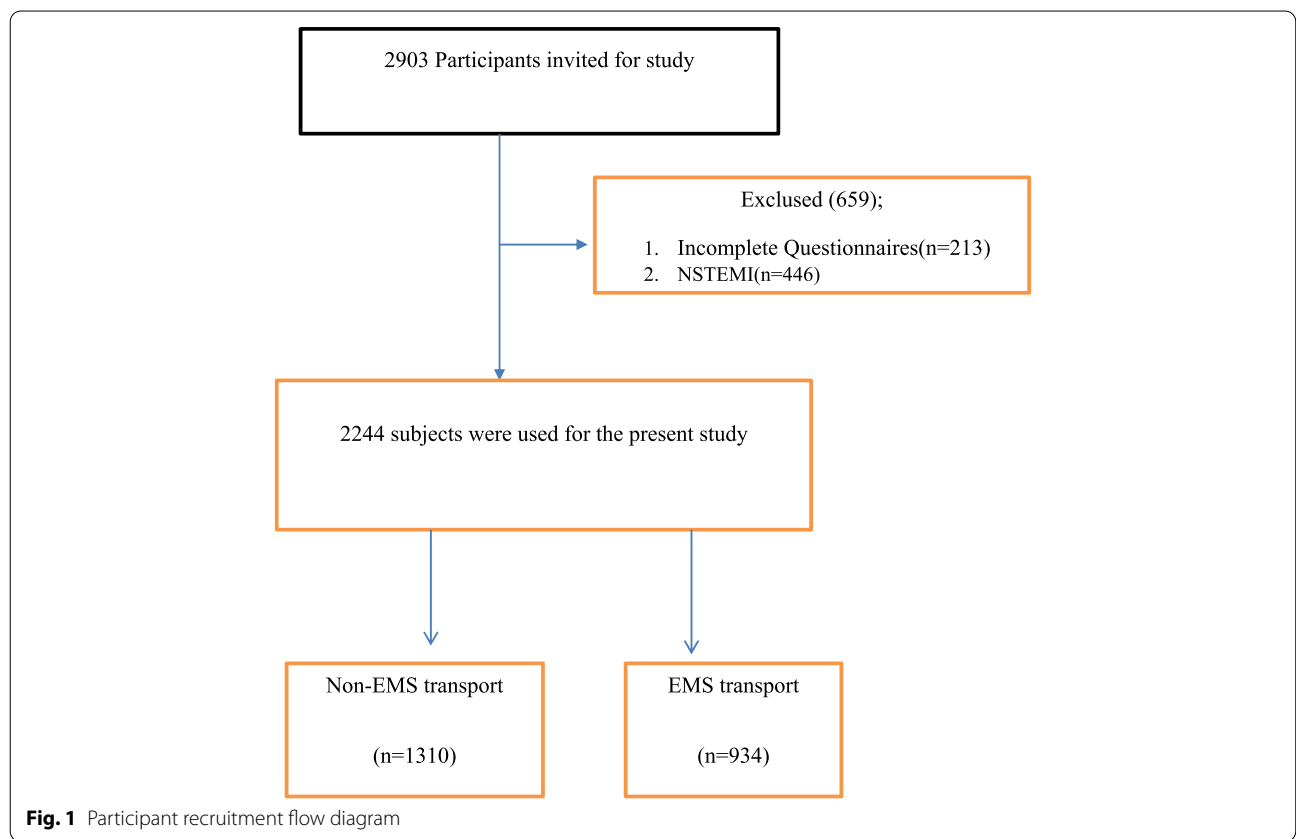 2903 Participants invited for study
Exclused (659);
1. Incomplete Questionnaires(n=213)
2. NSTEMI(n=446)
2244 subjects were used for the present study
Non-EMS transport
(n=1310)
EMS transport
(n=934)
Fig. 1 Participant recruitment flow diagram